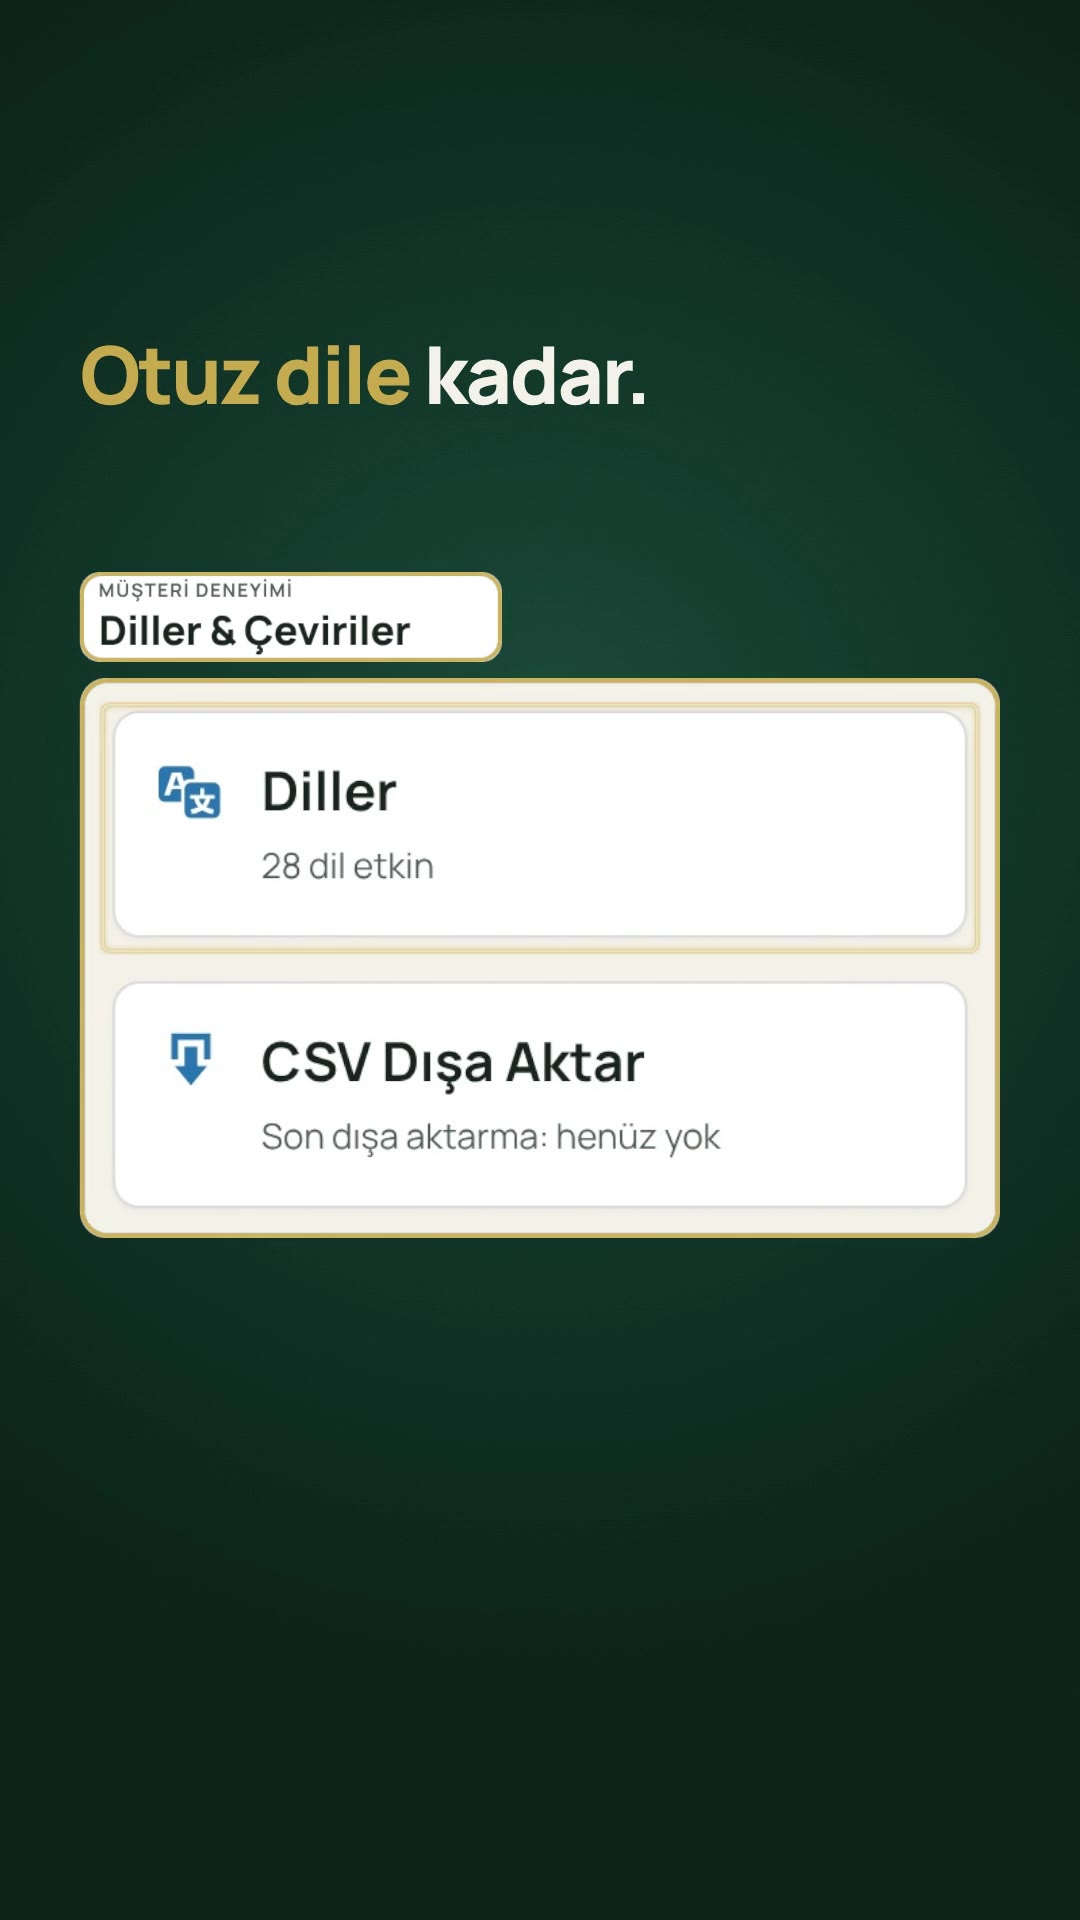 Otuz dile kadar.
MÜŞTERİ DENEYİMİ
Diller & Çeviriler
Diller
28 dil etkin
CSV Dışa Aktar
Son dışa aktarma: henüz yok